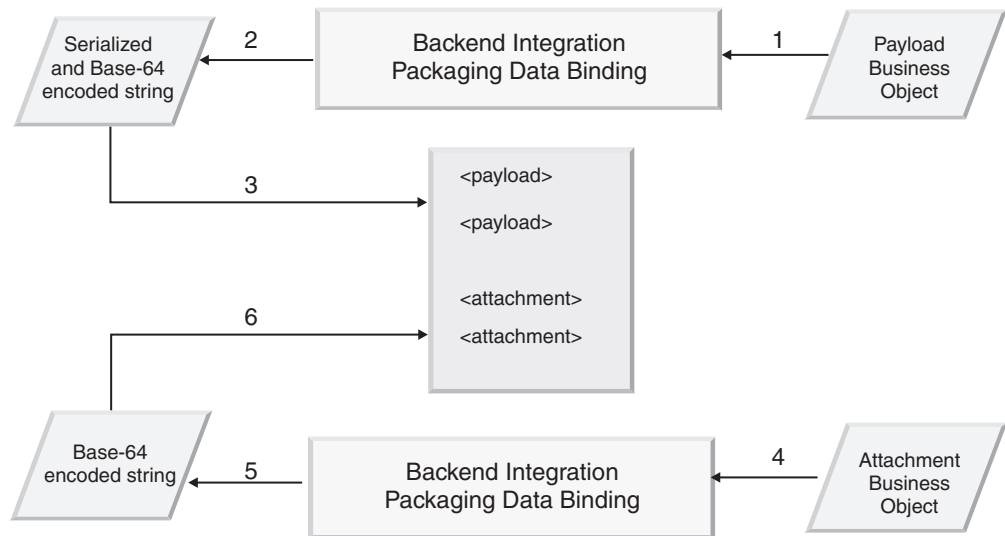 Serialized
and Base-64
encoded string
2
Backend Integration
Packaging Data Binding
1
Payload
Business
Object
3
<payload>
<payload>
<attachment>
<attachment>
6
Base-64
encoded string
5
Backend Integration
Packaging Data Binding
4
Attachment
Business
Object